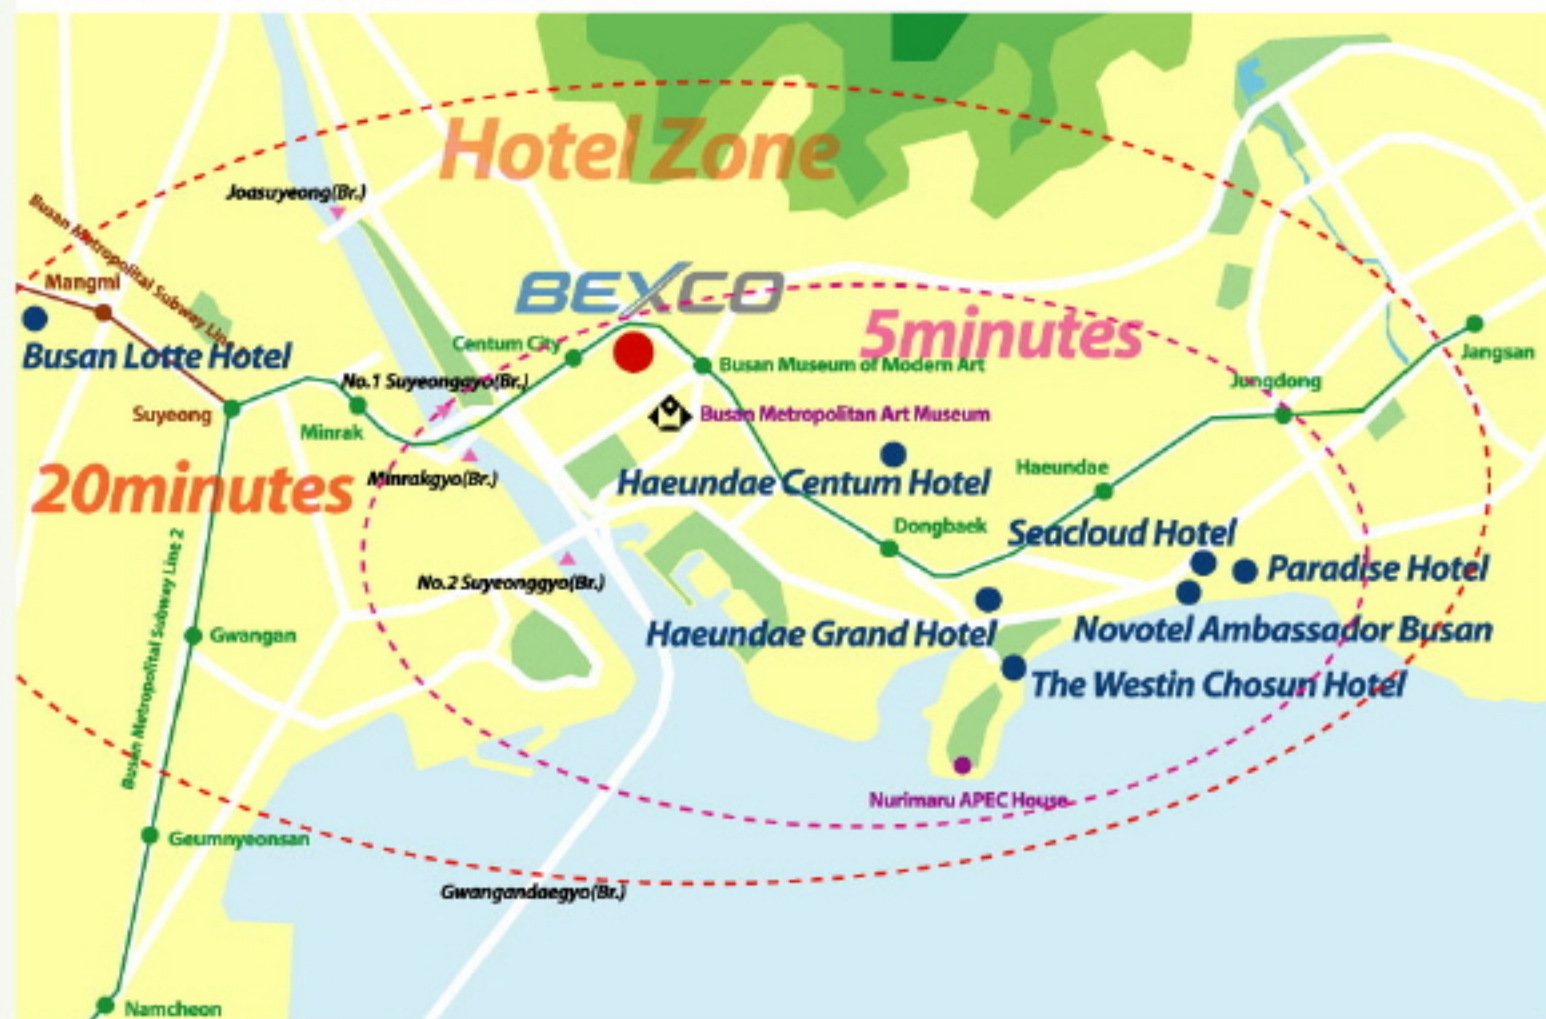 Hotel Zone
Joasuyeong(Br.)
Busan Metropolital Subway Line
Mangmi
BEXCO
5minutes
Centum City
Jangsan
Busan Lotte Hotel
Busan Museum of Modern Art
No.1 Suyeonggyo(Br.)
Jungdong
Suyeong
Busan Metropolitan Art Museum
Minrak
Haeundae
Minrakgyo(Br.)
Haeundae Centum Hotel
20minutes
Dongbaek
Seacloud Hotel
Paradise Hotel
No.2 Suyeonggyo(Br.)
Busan Metropolital Subway Line 2
Gwangan
Haeundae Grand Hotel
Novotel Ambassador Busan
The Westin Chosun Hotel
Nurimaru APEC House
Geumnyeonsan
Gwangandaegyo(Br.)
Namcheon